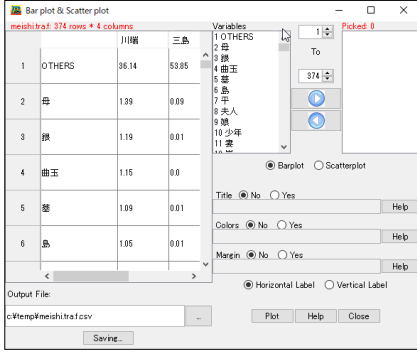 Bar plot & Scatter plot
meishi.tra.f: 374 rows * 4 columns
川端 三島
1 OTHERS 36.14 53.85
2 母 1.39 0.09
3 銀 1.19 0.01
4 曲玉 1.15 0.0
5 墓 1.09 0.01
6 島 1.05 0.01
Variables
1 OTHERS
2 母
3 銀
4 曲玉
5 墓
6 島
7 平
8 夫人
9 娘
10 少年
11 妻
1
To
374
Picked: 0
Barplot Scatterplot
Title No Yes
Help
Colors No Yes
Help
Margin No Yes
Help
Horizontal Label Vertical Label
Output File:
c:¥temp¥meishi.tra.f.csv ...
Plot Help Close
Saving...